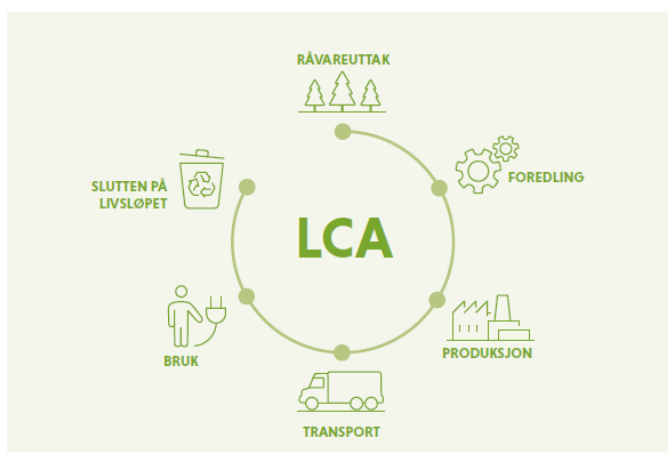 RÅVAREUTTAK
FOREDLING
PRODUKSJON
TRANSPORT
BRUK
SLUTTEN PÅ
LIVSLØPET
LCA